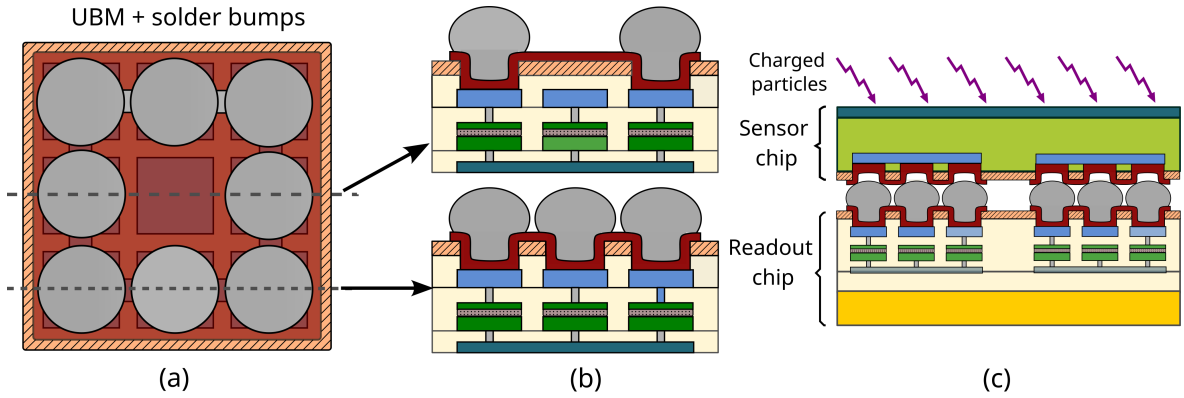 UBM + solder bumps
Charged
particles
Sensor
chip
Readout
chip
(a)
(b)
(c)